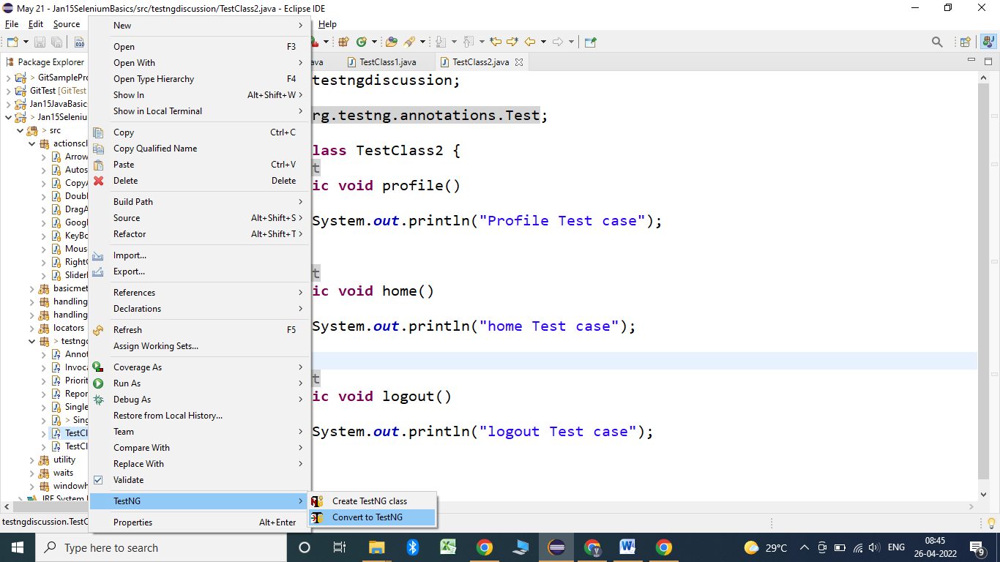 May 21 - Jan15SeleniumBasics/src/testngdiscussion/TestClass2.java - Eclipse IDE
File Edit Source Help
Package Explorer
TestClass1.java
TestClass2.java
> GitSamplePro
GitTest [GitTest
Jan15JavaBasic
> Jan15Seleniu
> src
actionscl
Arrow
Autos
CopyA
Doubl
DragA
Googl
KeyBo
Mous
RightC
Slider
basicmet
handling
handling
locators
> testngd
Annot
Invoca
Priorit
Repor
Single
> Sing
TestCl
TestCl
utility
waits
windowh
JRE System L
New
Open F3
Open With
Open Type Hierarchy F4
Show In Alt+Shift+W
Show in Local Terminal
Copy Ctrl+C
Copy Qualified Name
Paste Ctrl+V
Delete Delete
Build Path
Source Alt+Shift+S
Refactor Alt+Shift+T
Import...
Export...
References
Declarations
Refresh F5
Assign Working Sets...
Coverage As
Run As
Debug As
Restore from Local History...
Team
Compare With
Replace With
Validate
TestNG
Properties Alt+Enter
Create TestNG class
Convert to TestNG
testngdiscussion;
rg.testng.annotations.Test;
lass TestClass2 {
t
ic void profile()
System.out.println("Profile Test case");
t
ic void home()
System.out.println("home Test case");
t
ic void logout()
System.out.println("logout Test case");
testngdiscussion.TestC
Type here to search
29°C
ENG
08:45
26-04-2022
9